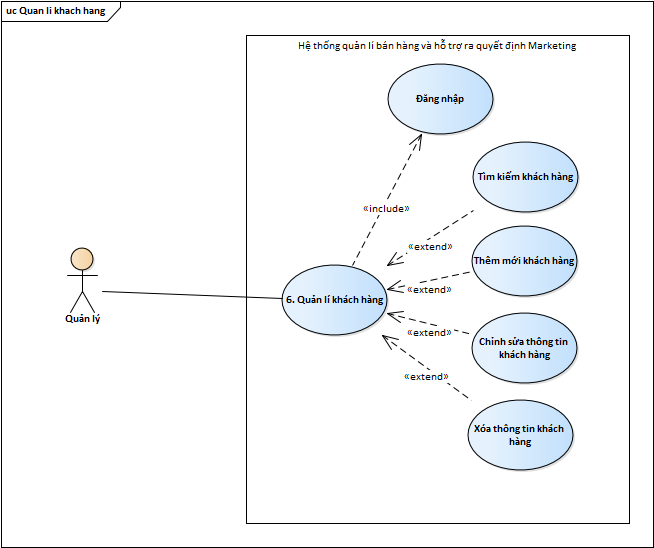 uc Quan li khach hang
Hệ thống quản lí bán hàng và hỗ trợ ra quyết định Marketing
Đăng nhập
Tìm kiếm khách hàng
«include»
«extend»
Thêm mới khách hàng
«extend»
6. Quản lí khách hàng
Quản lý
«extend»
Chỉnh sửa thông tin
khách hàng
«extend»
Xóa thông tin khách
hàng